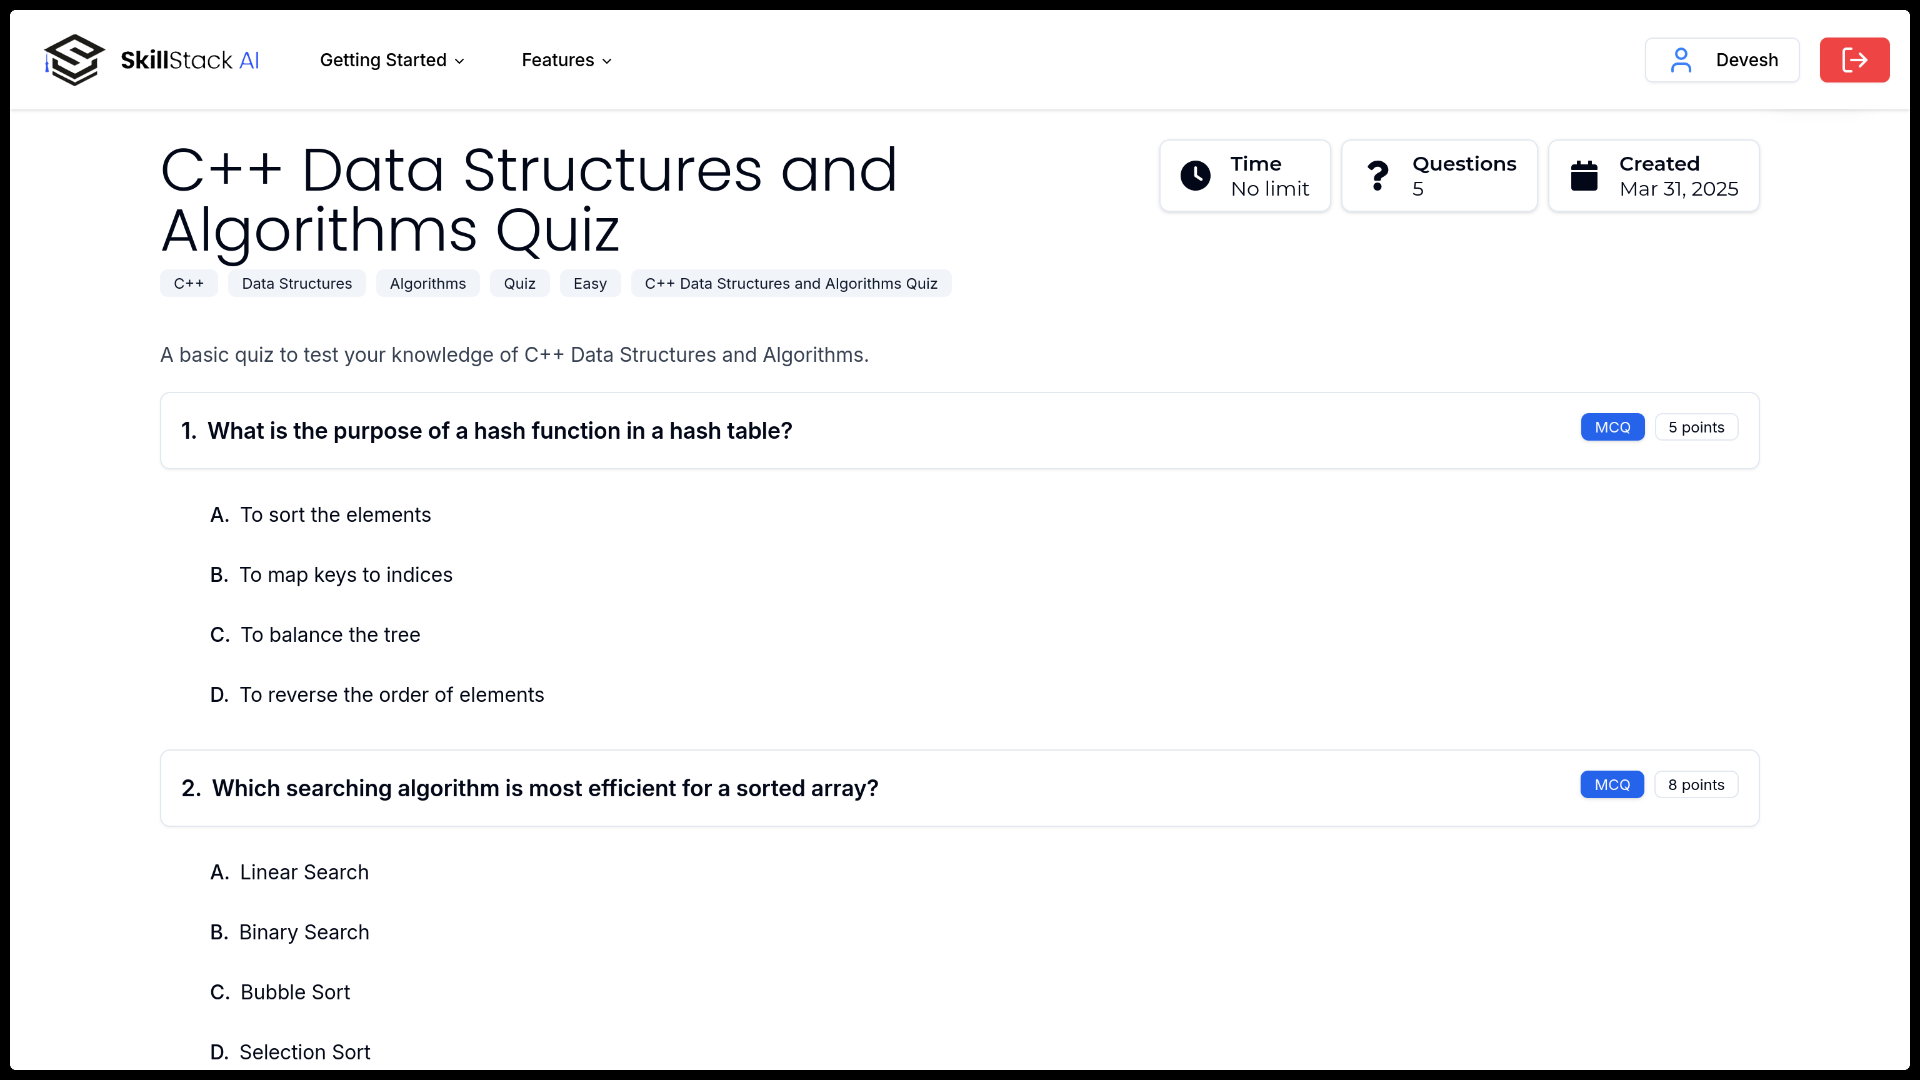 SkillStack AI
Getting Started
Features
Devesh
C++ Data Structures and
Algorithms Quiz
Time
No limit
Questions
5
Created
Mar 31, 2025
C++
Data Structures
Algorithms
Quiz
Easy
C++ Data Structures and Algorithms Quiz
A basic quiz to test your knowledge of C++ Data Structures and Algorithms.
1. What is the purpose of a hash function in a hash table?
MCQ
5 points
A. To sort the elements
B. To map keys to indices
C. To balance the tree
D. To reverse the order of elements
2. Which searching algorithm is most efficient for a sorted array?
MCQ
8 points
A. Linear Search
B. Binary Search
C. Bubble Sort
D. Selection Sort